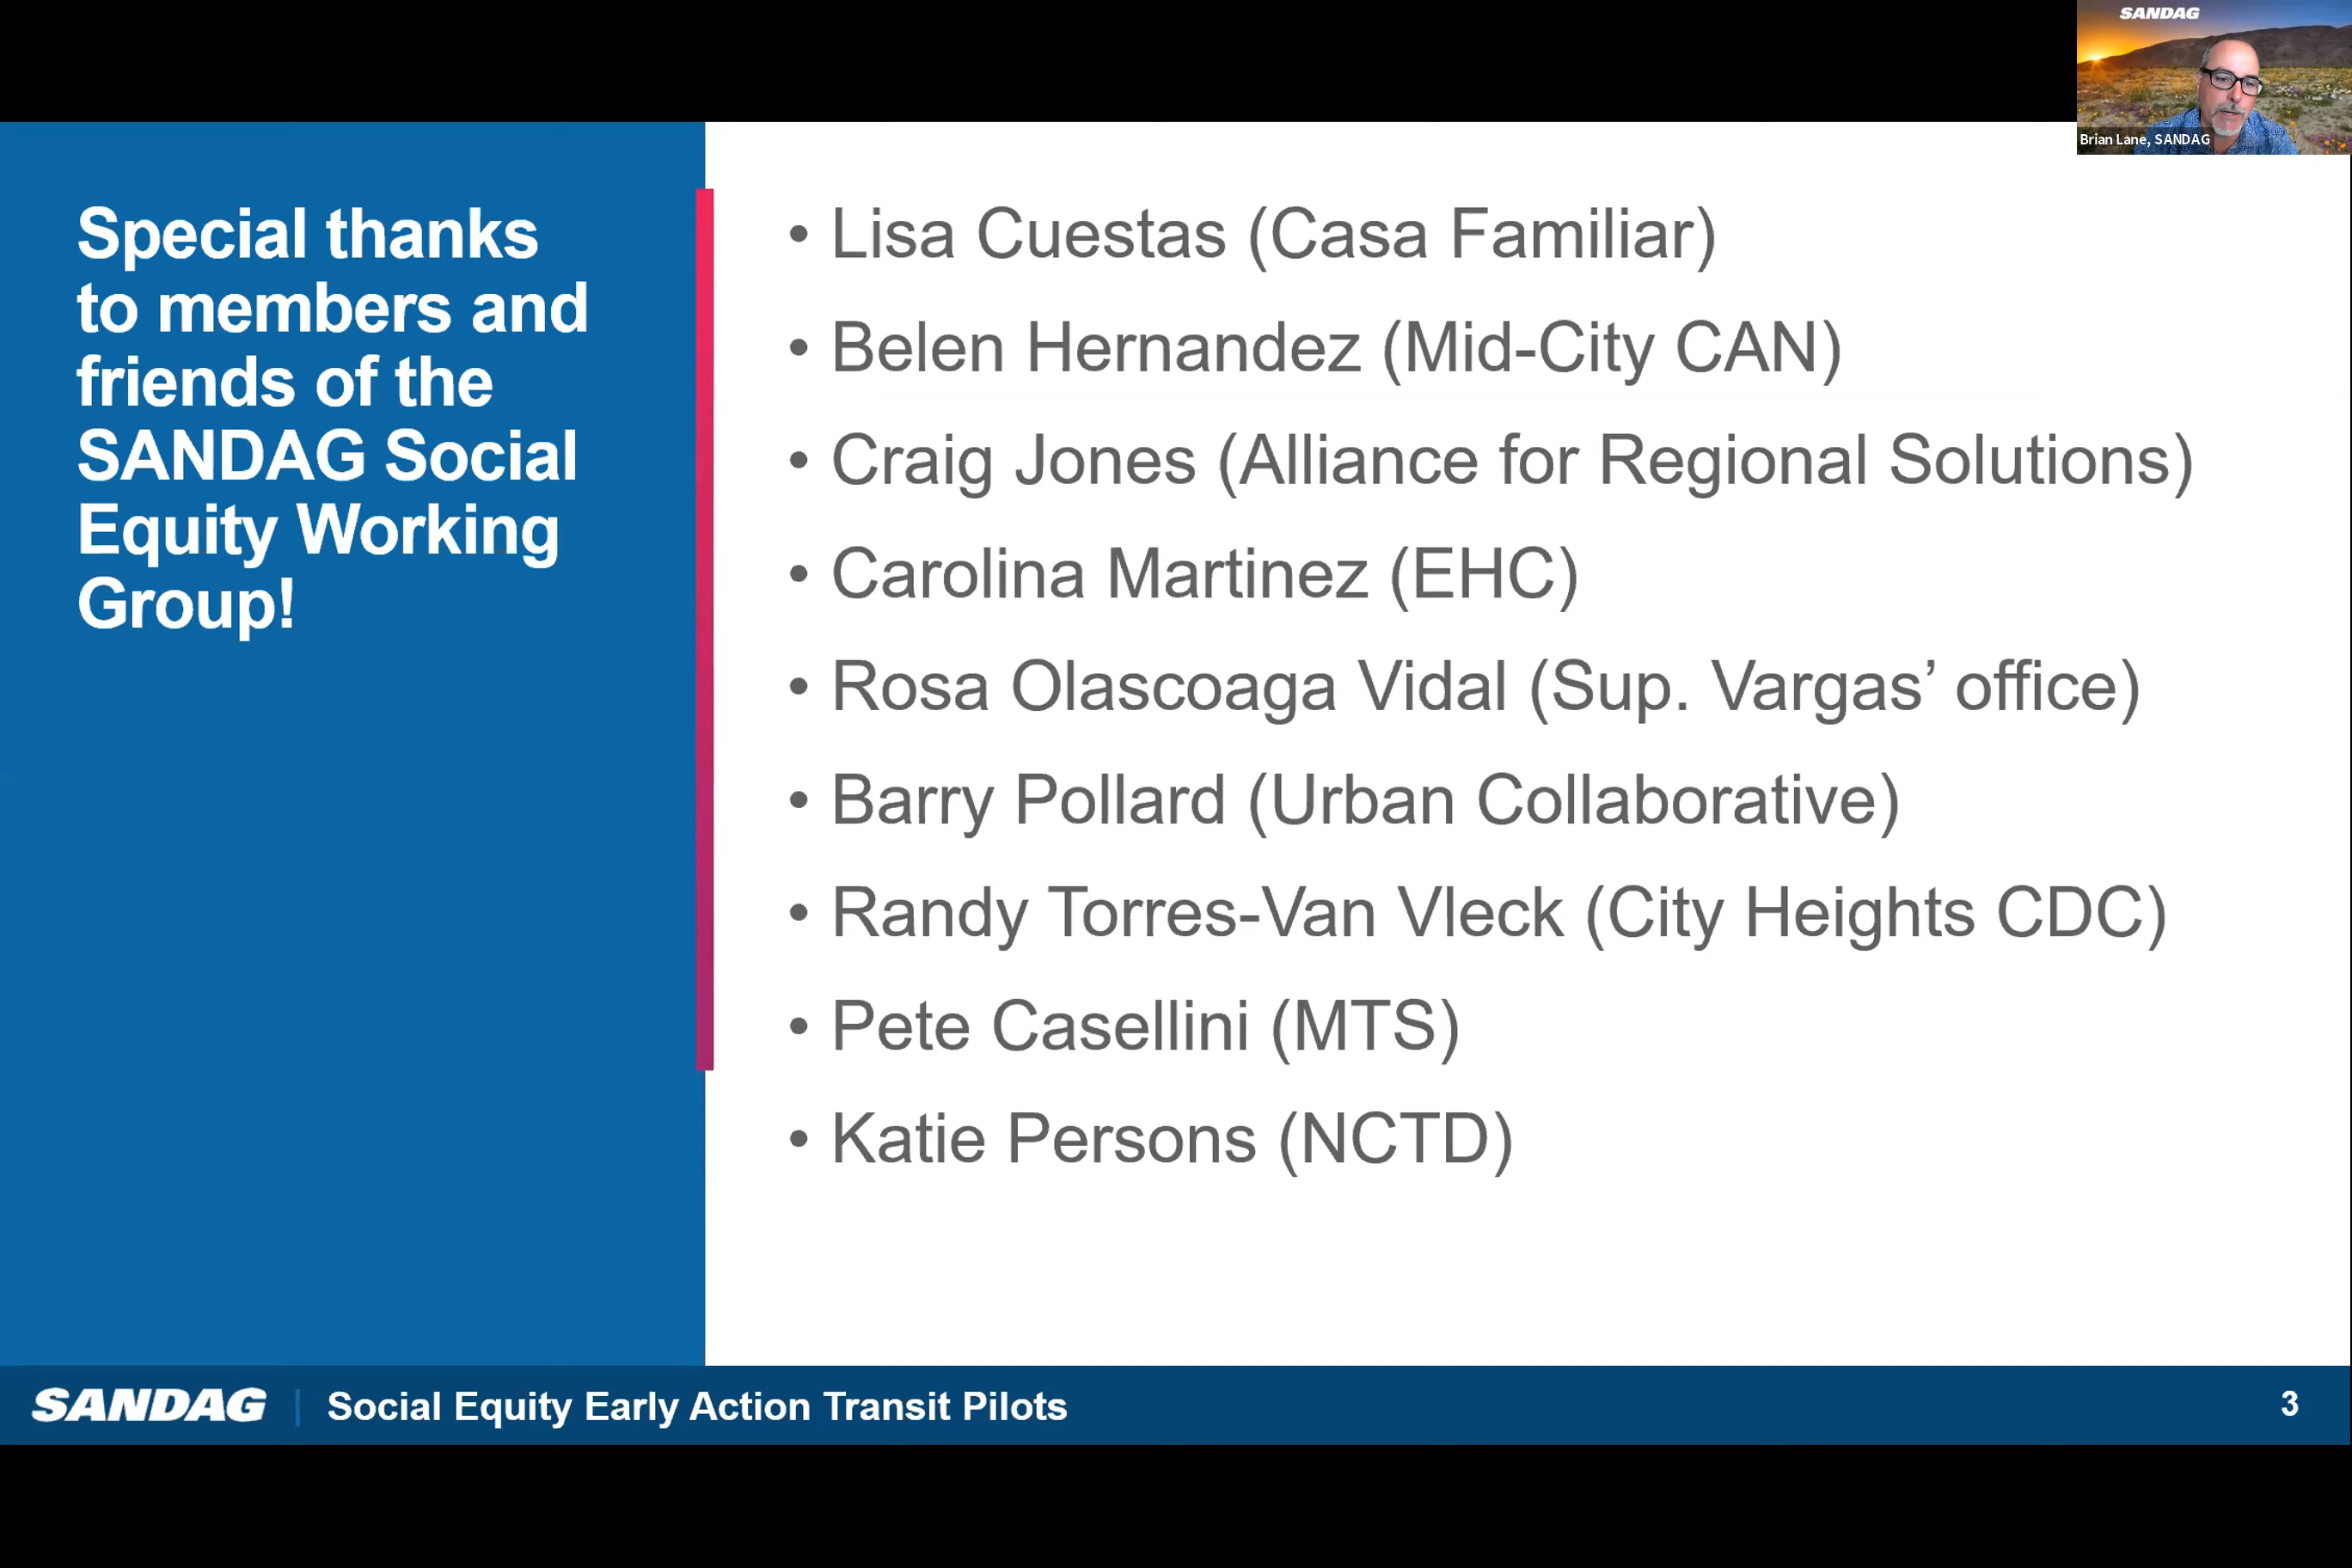 SANDAG
Brian Lane, SANDAG
Special thanks
to members and
friends of the
SANDAG Social
Equity Working
Group!
• Lisa Cuestas (Casa Familiar)
• Belen Hernandez (Mid-City CAN)
• Craig Jones (Alliance for Regional Solutions)
• Carolina Martinez (EHC)
• Rosa Olascoaga Vidal (Sup. Vargas’ office)
• Barry Pollard (Urban Collaborative)
• Randy Torres-Van Vleck (City Heights CDC)
• Pete Casellini (MTS)
• Katie Persons (NCTD)
SANDAG | Social Equity Early Action Transit Pilots
3